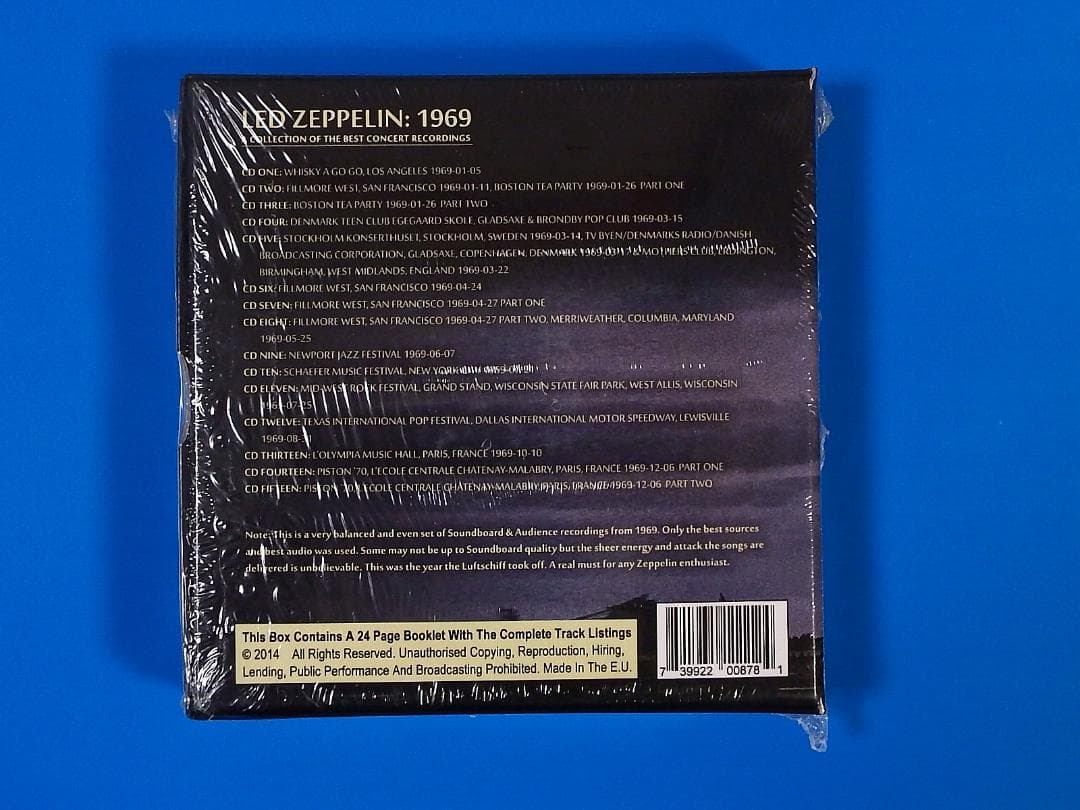 LED ZEPPELIN: 1969
A COLLECTION OF THE BEST CONCERT RECORDINGS
CD ONE: WHISKY A GO GO, LOS ANGELES 1969-01-05
CD TWO: FILLMORE WEST, SAN FRANCISCO 1969-01-11, BOSTON TEA PARTY 1969-01-26 PART ONE
CD THREE: BOSTON TEA PARTY 1969-01-26 PART TWO
CD FOUR: DENMARK TEEN CLUB EGEGAARD SKOLE, GLADSAXE & BRONDBY POP CLUB 1969-03-15
CD FIVE: STOCKHOLM KONSERTHUSET, STOCKHOLM, SWEDEN 1969-03-14, TV BYEN/DENMARKS RADIO/DANISH
BROADCASTING CORPORATION, GLADSAXE, COPENHAGEN, DENMARK 1969-03-17 & MOTHERS CLUB, ERDINGTON,
BIRMINGHAM, WEST MIDLANDS, ENGLAND 1969-03-22
CD SIX: FILLMORE WEST, SAN FRANCISCO 1969-04-24
CD SEVEN: FILLMORE WEST, SAN FRANCISCO 1969-04-27 PART ONE
CD EIGHT: FILLMORE WEST, SAN FRANCISCO 1969-04-27 PART TWO, MERRIWEATHER, COLUMBIA, MARYLAND
1969-05-25
CD NINE: NEWPORT JAZZ FESTIVAL 1969-06-07
CD TEN: SCHAEFER MUSIC FESTIVAL, NEW YORK
CD ELEVEN: MID-WEST ROCK FESTIVAL, GRAND STAND, WISCONSIN STATE FAIR PARK, WEST ALLIS, WISCONSIN
1969-07-25
CD TWELVE: TEXAS INTERNATIONAL POP FESTIVAL, DALLAS INTERNATIONAL MOTOR SPEEDWAY, LEWISVILLE
1969-08-31
CD THIRTEEN: L'OLYMPIA MUSIC HALL, PARIS, FRANCE 1969-10-10
CD FOURTEEN: PISTON '70, L'ECOLE CENTRALE CHATENAY-MALABRY, PARIS, FRANCE 1969-12-06 PART ONE
CD FIFTEEN: PISTON '70, L'ECOLE CENTRALE CHATENAY-MALABRY, PARIS, FRANCE 1969-12-06 PART TWO
Note: This is a very balanced and even set of Soundboard & Audience recordings from 1969. Only the best sources
and best audio was used. Some may not be up to Soundboard quality but the sheer energy and attack the songs are
delivered is unbelievable. This was the year the Luftschiff took off. A real must for any Zeppelin enthusiast.
This Box Contains A 24 Page Booklet With The Complete Track Listings
© 2014 All Rights Reserved. Unauthorised Copying, Reproduction, Hiring,
Lending, Public Performance And Broadcasting Prohibited. Made In The E.U.
7 39922 00878 1